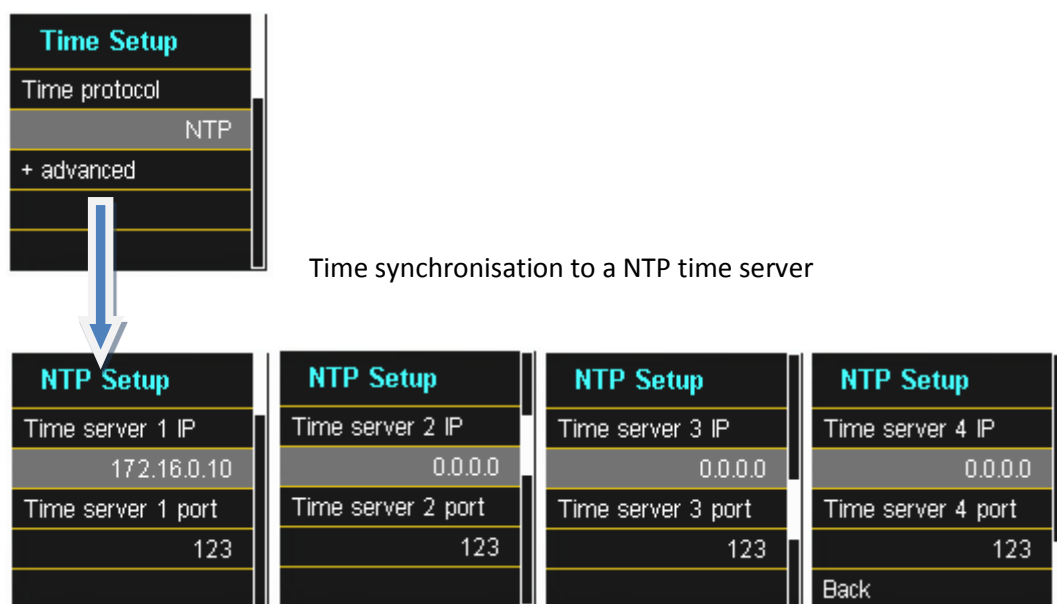 Time Setup
Time protocol
NTP
+ advanced
Time synchronisation to a NTP time server
NTP Setup
Time server 1 IP
172.16.0.10
Time server 1 port
123
NTP Setup
Time server 2 IP
0.0.0.0
Time server 2 port
123
NTP Setup
Time server 3 IP
0.0.0.0
Time server 3 port
123
NTP Setup
Time server 4 IP
0.0.0.0
Time server 4 port
123
Back